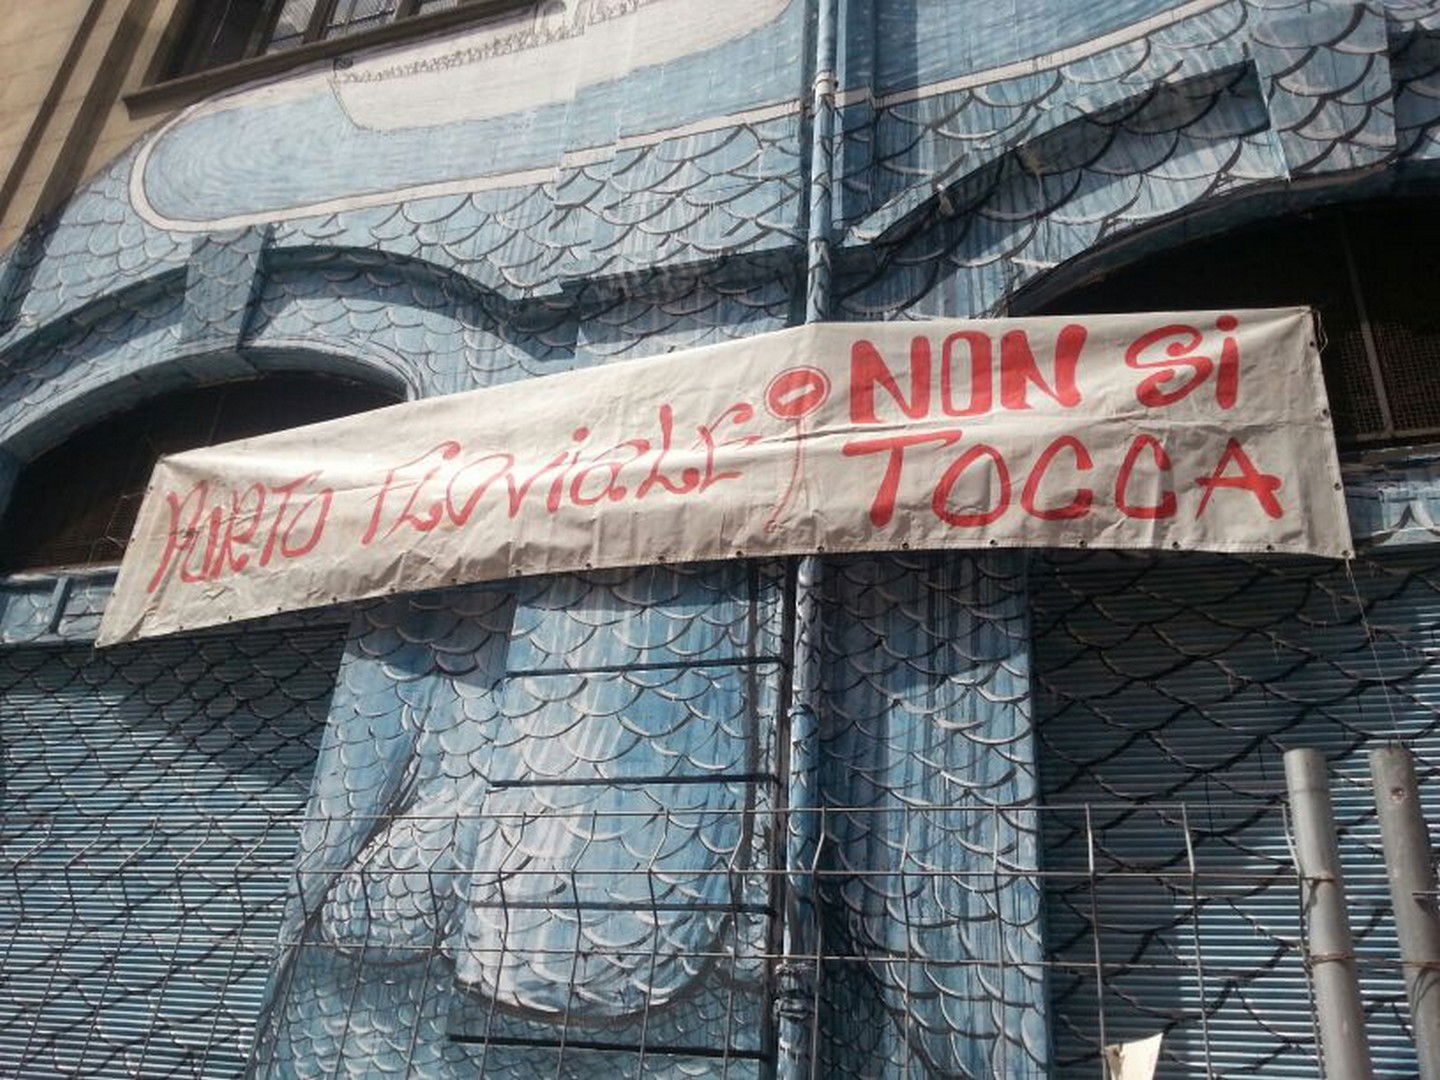 PORTO FLUViALE
NON Si
TOCCA